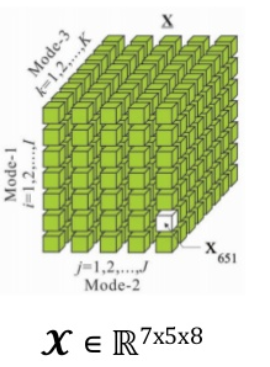 X
Mode-3
k=1,2,...,K
Mode-1
i=1,2,...,I
x₆₅₁
j=1,2,...,J
Mode-2
𝓧 ∈ ℝ⁷ˣ⁵ˣ⁸